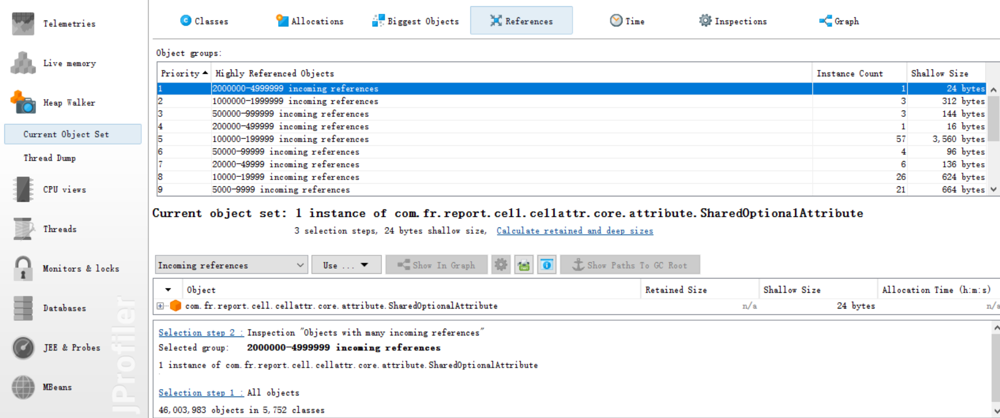 Telemetries
Live memory
Heap Walker
Current Object Set
Thread Dump
CPU views
Threads
Monitors & locks
Databases
JEE & Probes
MBeans
JProfiler
Classes Allocations Biggest Objects References Time Inspections Graph
Object groups:
Priority Highly Referenced Objects Instance Count Shallow Size
1 2000000-4999999 incoming references 1 24 bytes
2 1000000-1999999 incoming references 3 312 bytes
3 500000-999999 incoming references 3 144 bytes
4 200000-499999 incoming references 1 16 bytes
5 100000-199999 incoming references 57 3,560 bytes
6 50000-99999 incoming references 4 96 bytes
7 20000-49999 incoming references 6 136 bytes
8 10000-19999 incoming references 26 624 bytes
9 5000-9999 incoming references 21 664 bytes
Current object set: 1 instance of com.fr.report.cell.cellattr.core.attribute.SharedOptionalAttribute
3 selection steps, 24 bytes shallow size, Calculate retained and deep sizes
Incoming references Use ... Show In Graph Show Paths To GC Root
Object Retained Size Shallow Size Allocation Time (h:m:s)
com.fr.report.cell.cellattr.core.attribute.SharedOptionalAttribute n/a 24 bytes n/a
Selection step 2 : Inspection "Objects with many incoming references"
Selected group: 2000000-4999999 incoming references
1 instance of com.fr.report.cell.cellattr.core.attribute.SharedOptionalAttribute
Selection step 1 : All objects
46,003,983 objects in 5,752 classes